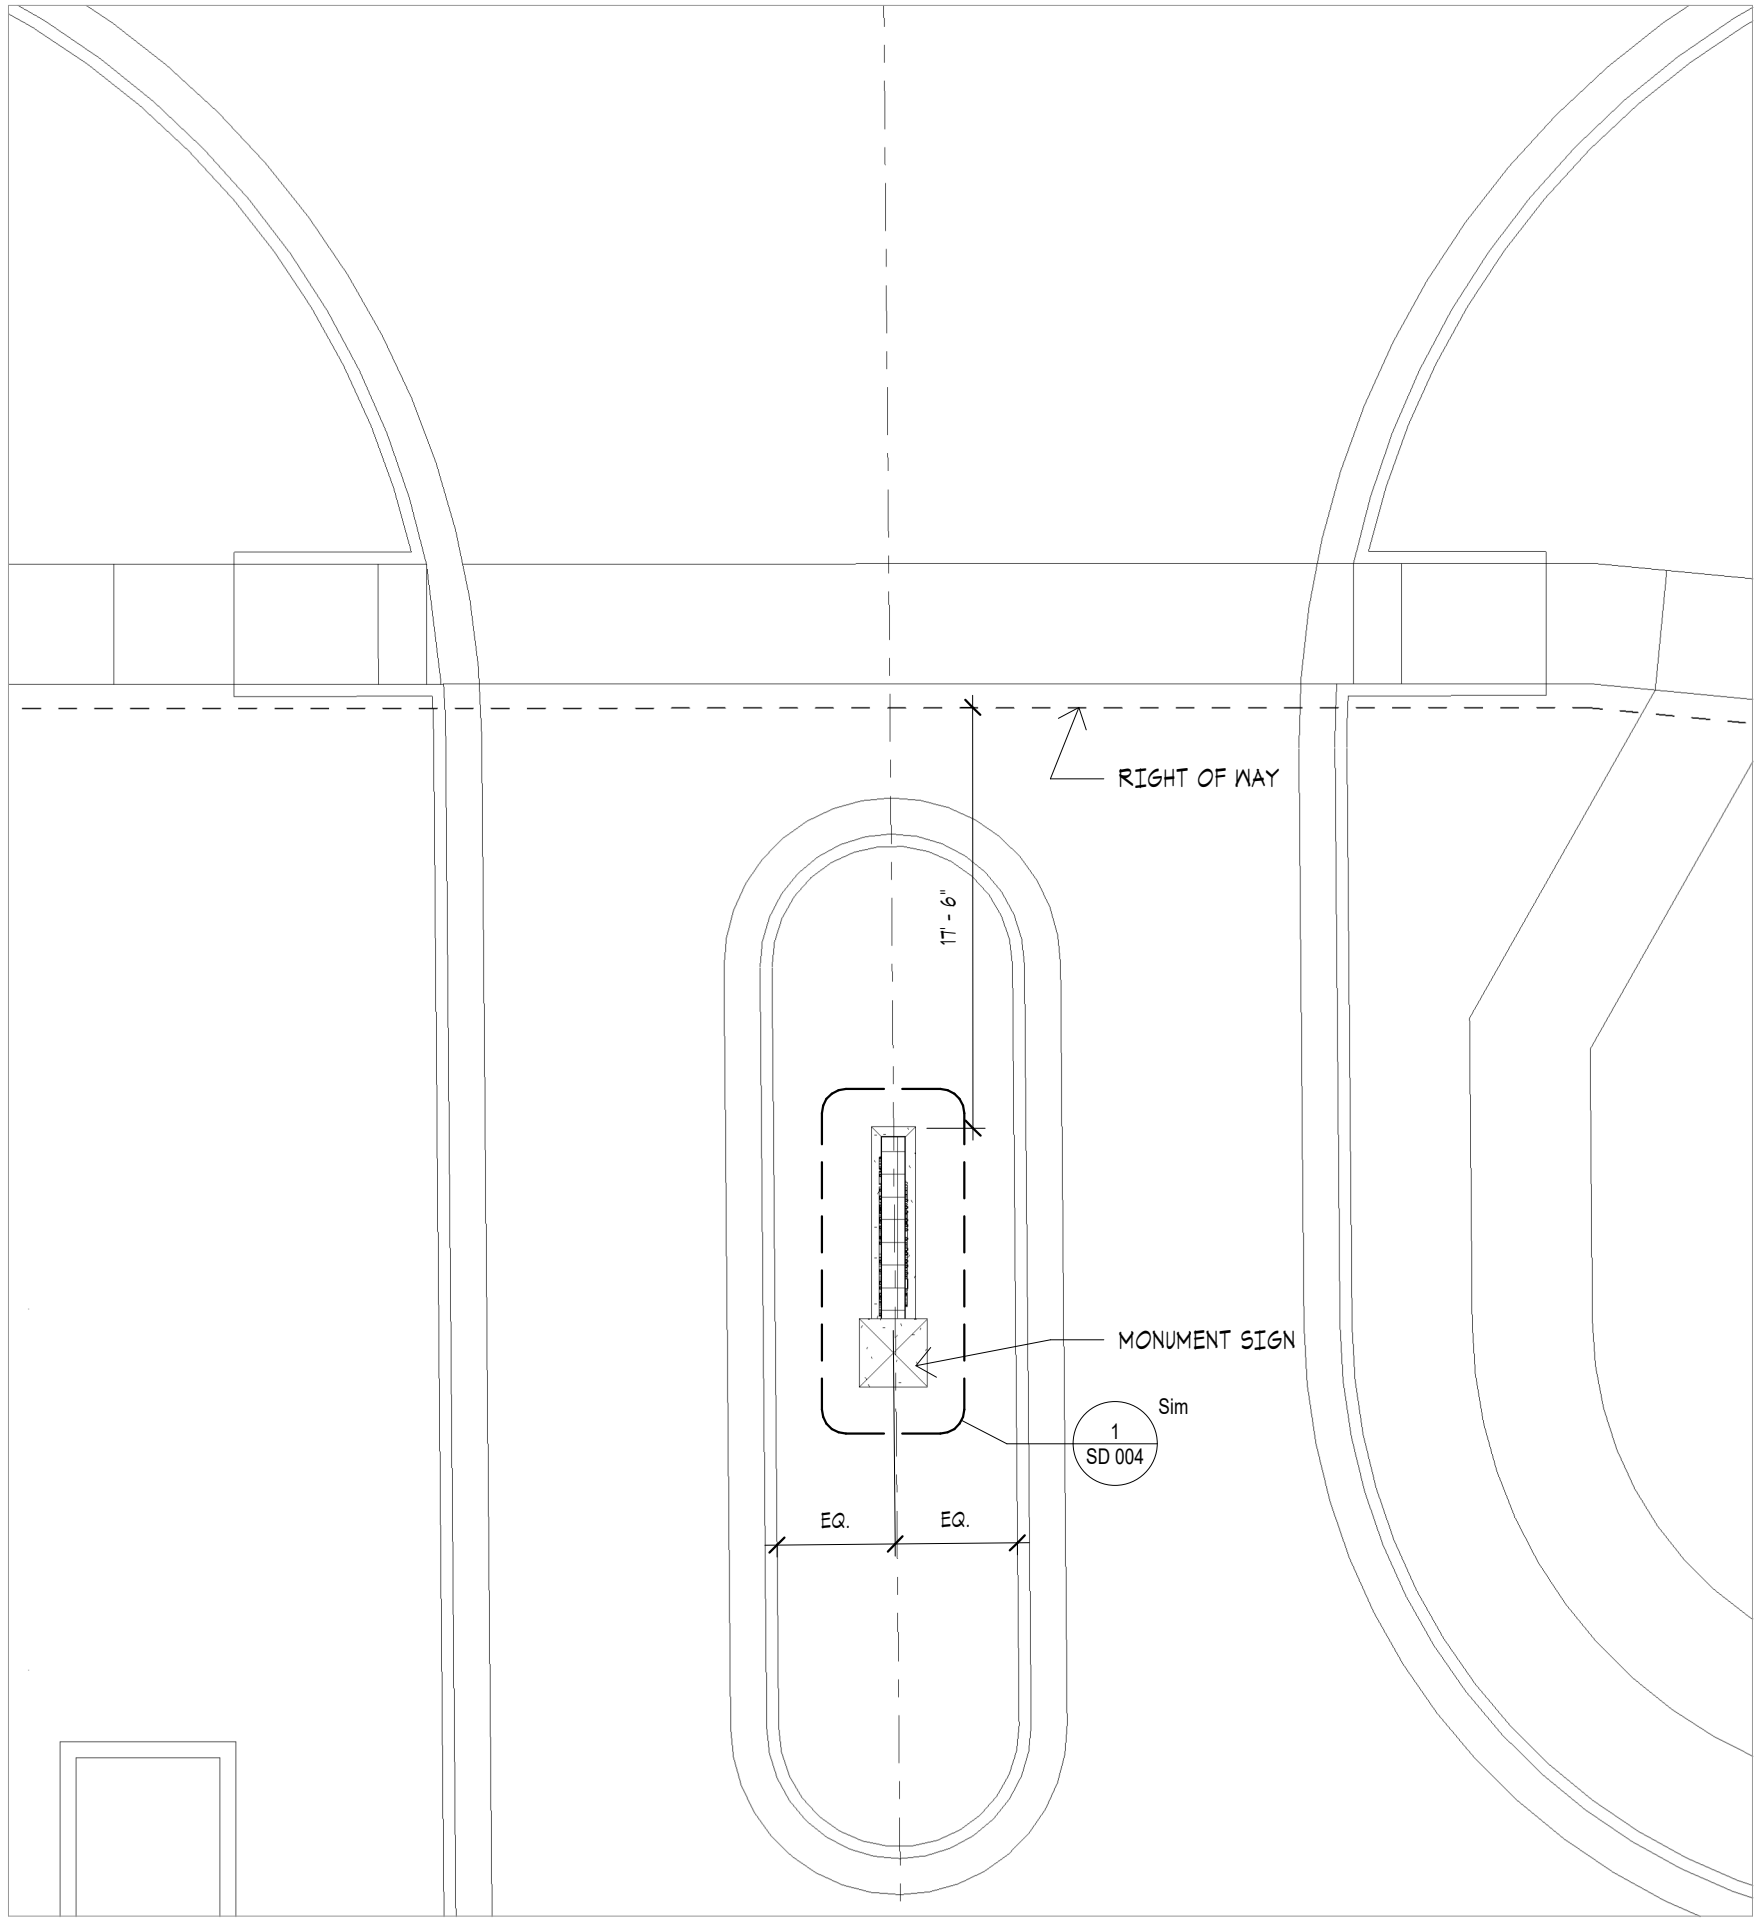 RIGHT OF WAY
17' - 6"
MONUMENT SIGN
Sim
1
SD 004
EQ.
EQ.